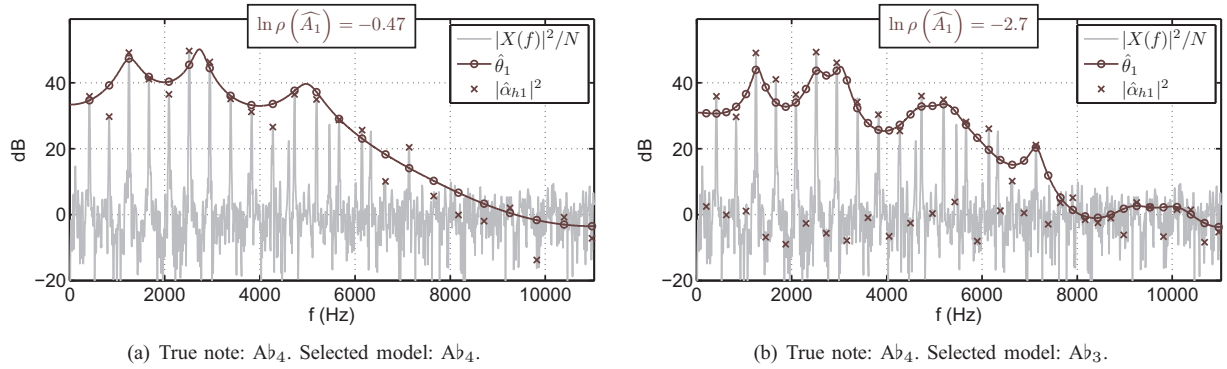 ln ρ (Â₁) = −0.47
|X(f)|²/N
θ̂₁
|α̂ₕ₁|²
dB
40
20
0
−20
0 2000 4000 6000 8000 10000
f (Hz)
(a) True note: A♭₄. Selected model: A♭₄.
ln ρ (Â₁) = −2.7
|X(f)|²/N
θ̂₁
|α̂ₕ₁|²
dB
40
20
0
−20
0 2000 4000 6000 8000 10000
f (Hz)
(b) True note: A♭₄. Selected model: A♭₃.